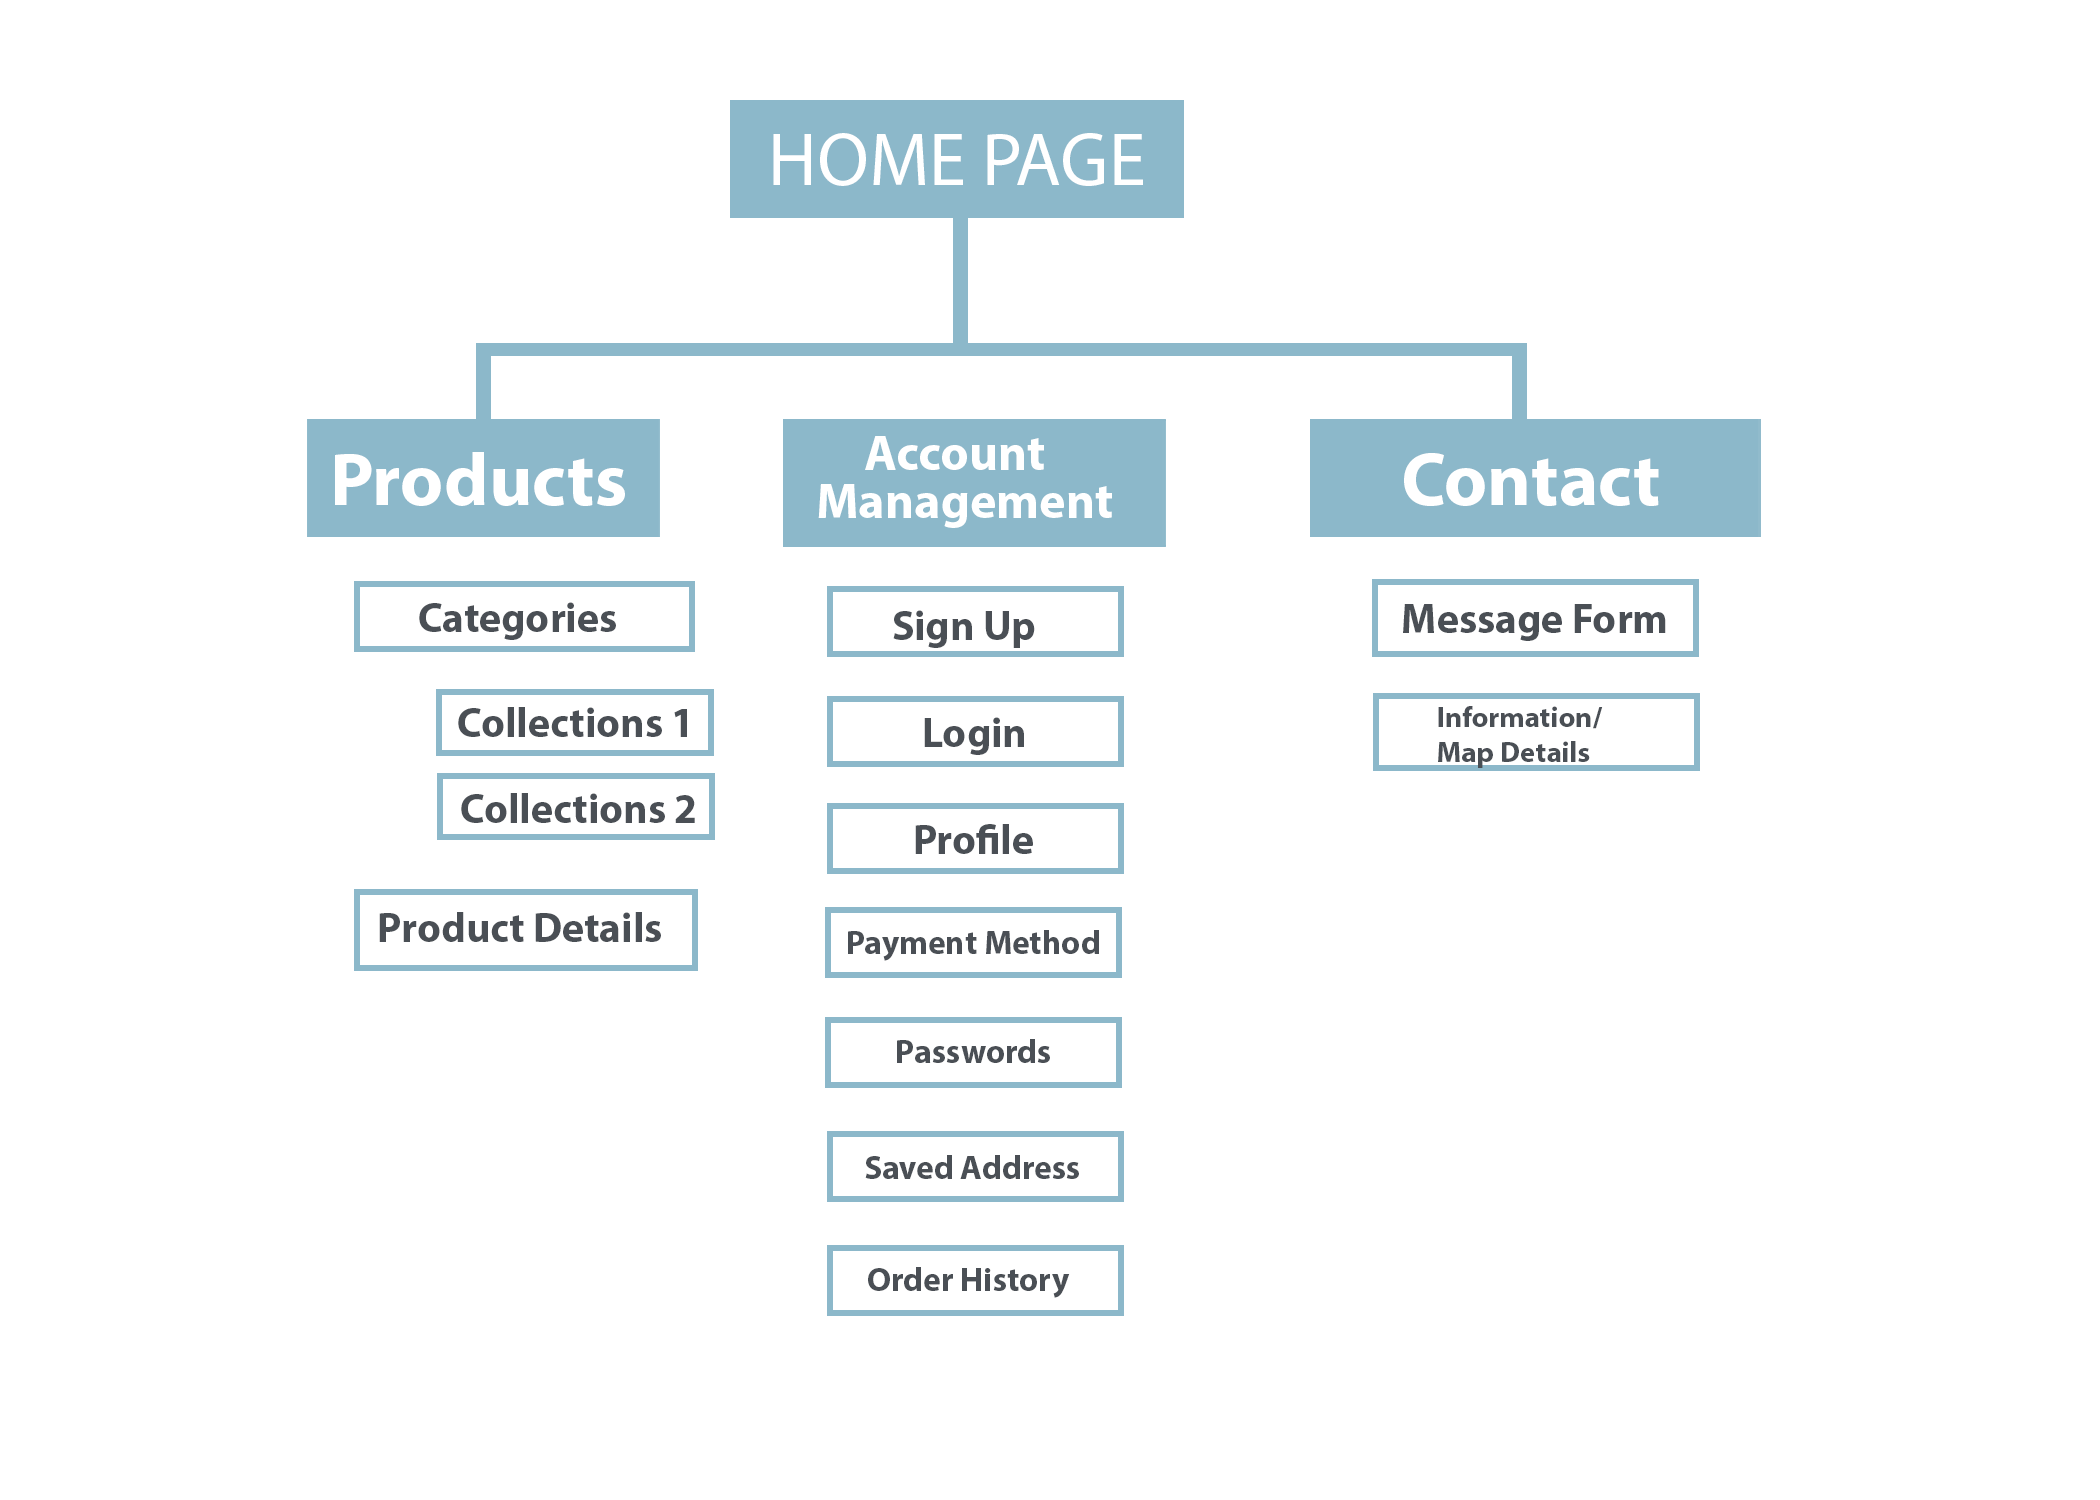 HOME PAGE
Products
Account
Management
Contact
Categories
Collections 1
Collections 2
Product Details
Sign Up
Login
Profile
Payment Method
Passwords
Saved Address
Order History
Message Form
Information/
Map Details